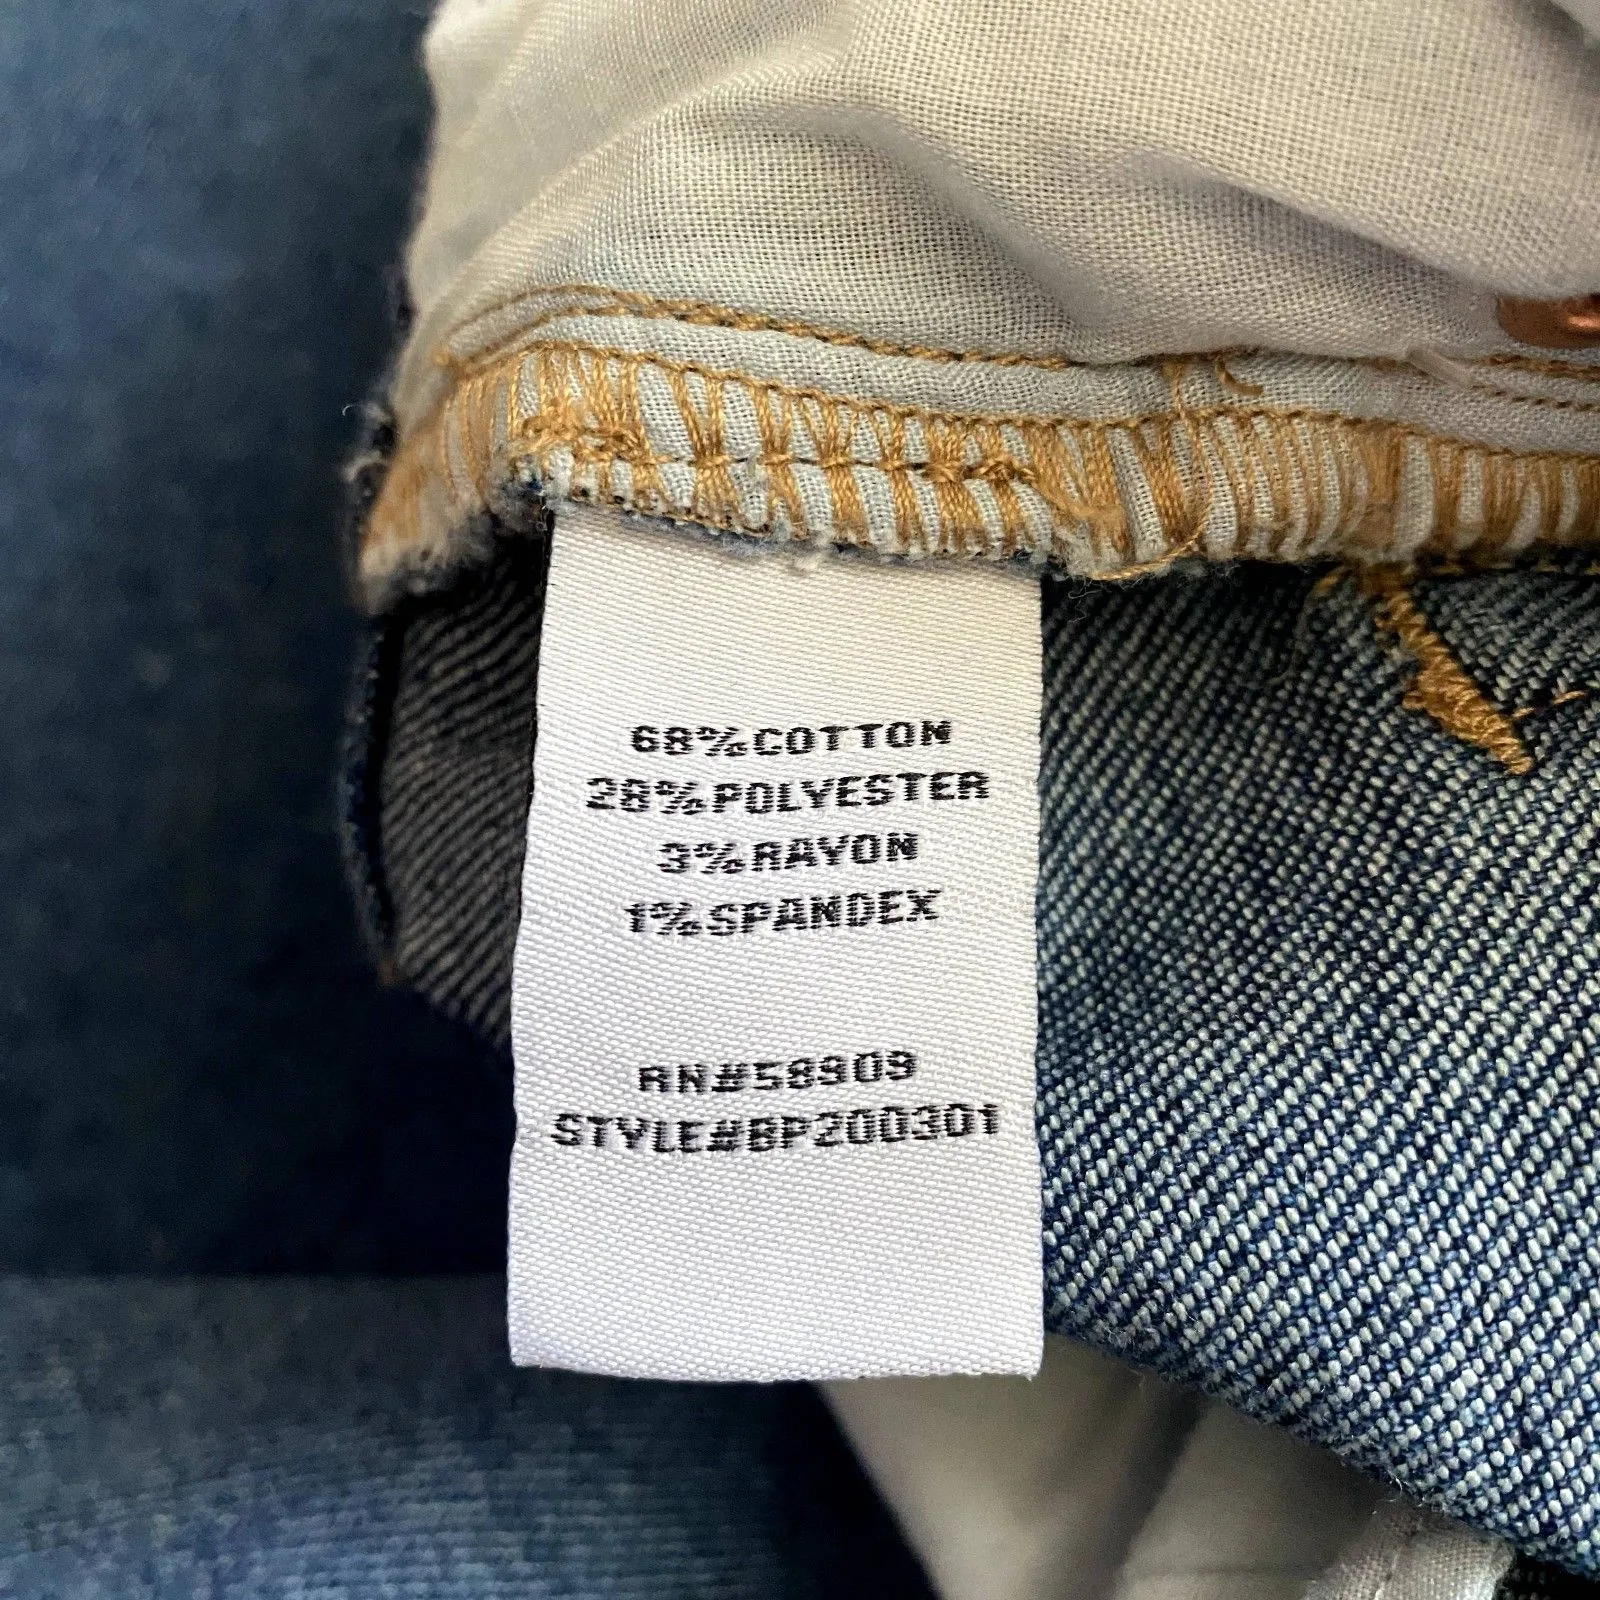 68%COTTON
28%POLYESTER
3%RAYON
1%SPANDEX
RN#58909
STYLE#BP200301